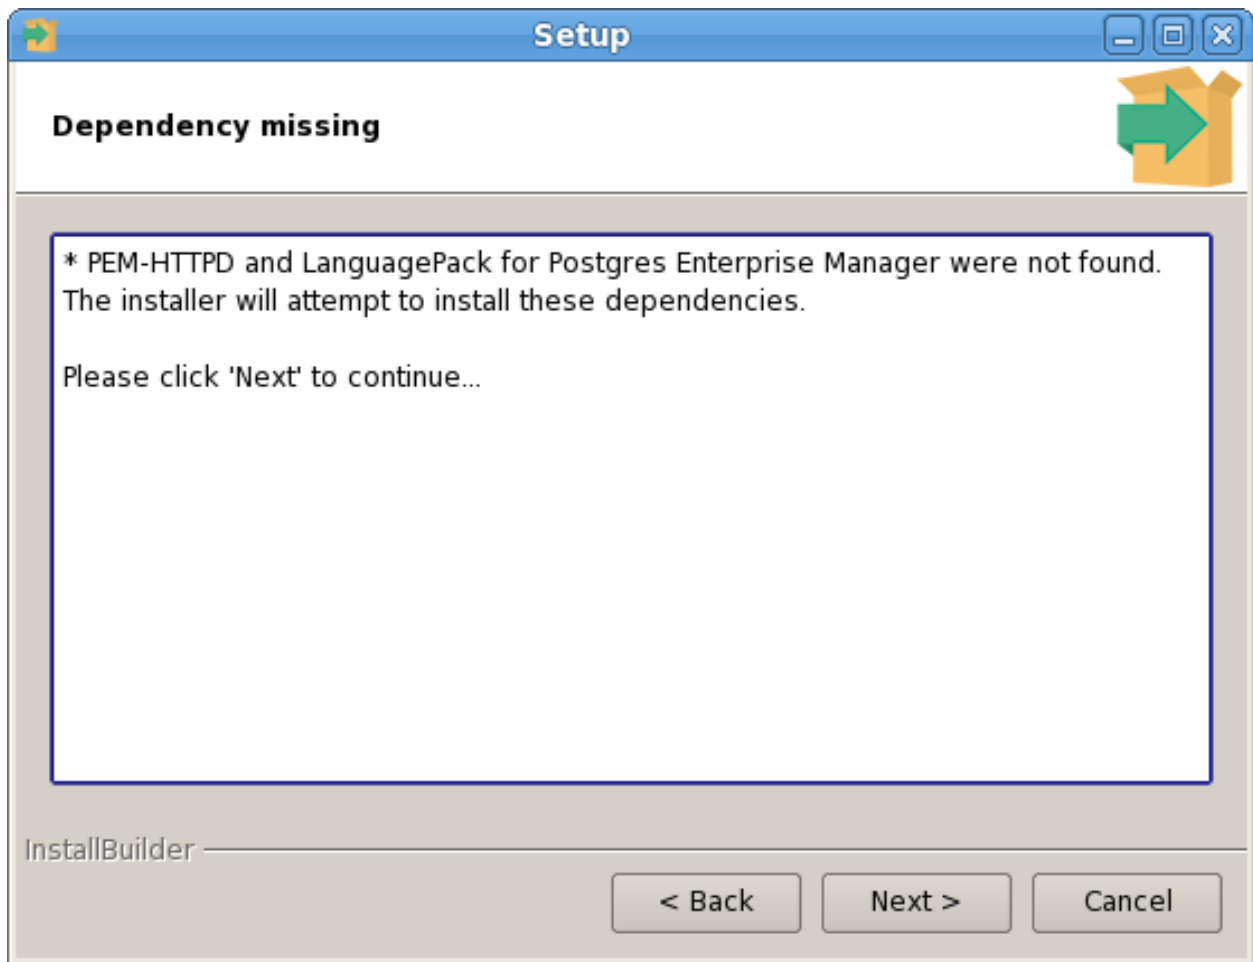 Setup
Dependency missing
* PEM-HTTPD and LanguagePack for Postgres Enterprise Manager were not found.
The installer will attempt to install these dependencies.
Please click 'Next' to continue...
InstallBuilder
< Back
Next >
Cancel